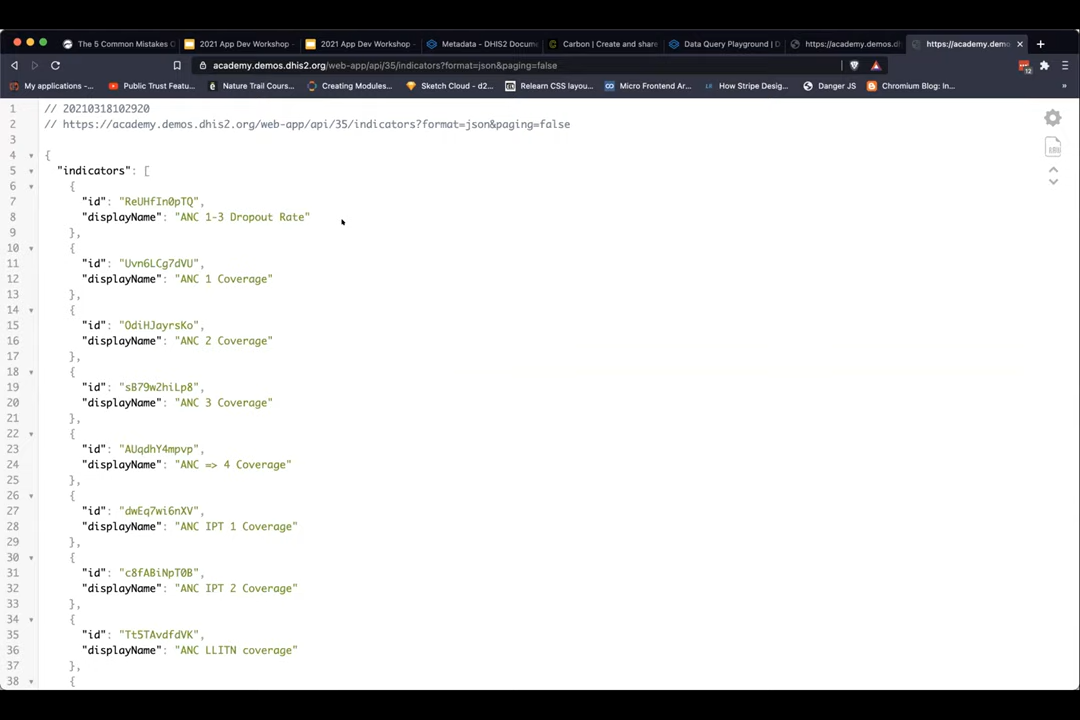 The 5 Common Mistakes O
2021 App Dev Workshop -
2021 App Dev Workshop -
Metadata - DHIS2 Docume
Carbon | Create and share
Data Query Playground | D
https://academy.demos.dh
https://academy.demo
academy.demos.dhis2.org/web-app/api/35/indicators?format=json&paging=false
12
My applications -...
Public Trust Featu...
Nature Trail Cours...
Creating Modules...
Sketch Cloud - d2...
Relearn CSS layou...
Micro Frontend Ar...
How Stripe Design...
Danger JS
Chromium Blog: In...
»
1 // 20210318102920
2 // https://academy.demos.dhis2.org/web-app/api/35/indicators?format=json&paging=false
3
4 {
5 "indicators": [
6 {
7 "id": "ReUHfIn0pTQ",
8 "displayName": "ANC 1-3 Dropout Rate"
9 },
10 {
11 "id": "Uvn6LCg7dVU",
12 "displayName": "ANC 1 Coverage"
13 },
14 {
15 "id": "OdiHJayrsKo",
16 "displayName": "ANC 2 Coverage"
17 },
18 {
19 "id": "sB79w2hiLp8",
20 "displayName": "ANC 3 Coverage"
21 },
22 {
23 "id": "AUqdhY4mpvp",
24 "displayName": "ANC => 4 Coverage"
25 },
26 {
27 "id": "dwEq7wi6nXV",
28 "displayName": "ANC IPT 1 Coverage"
29 },
30 {
31 "id": "c8fABiNpT0B",
32 "displayName": "ANC IPT 2 Coverage"
33 },
34 {
35 "id": "Tt5TAvdfdVK",
36 "displayName": "ANC LLITN coverage"
37 },
38 {